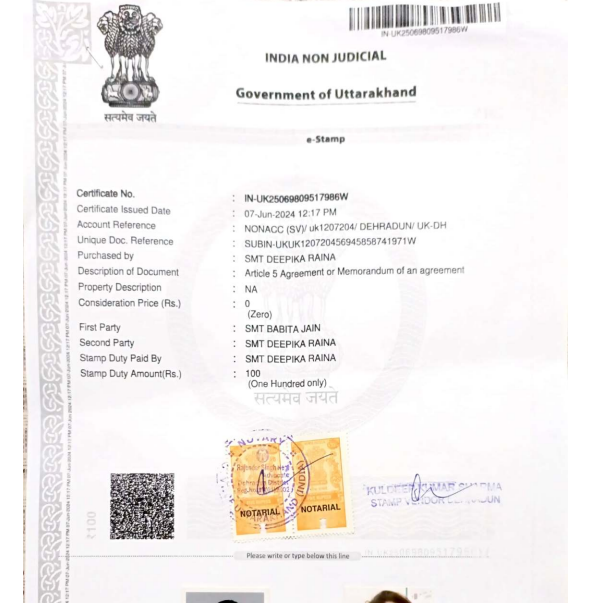 IN-UK25069809517986W
INDIA NON JUDICIAL
Government of Uttarakhand
सत्यमेव जयते
e-Stamp
Certificate No. : IN-UK25069809517986W
Certificate Issued Date : 07-Jun-2024 12:17 PM
Account Reference : NONACC (SV)/ uk1207204/ DEHRADUN/ UK-DH
Unique Doc. Reference : SUBIN-UKUK120720456945858741971W
Purchased by : SMT DEEPIKA RAINA
Description of Document : Article 5 Agreement or Memorandum of an agreement
Property Description : NA
Consideration Price (Rs.) : 0
(Zero)
First Party : SMT BABITA JAIN
Second Party : SMT DEEPIKA RAINA
Stamp Duty Paid By : SMT DEEPIKA RAINA
Stamp Duty Amount(Rs.) : 100
(One Hundred only)
सत्यमेव जयते
NOTARY
(INDIA)
NOTARIAL NOTARIAL
STAMP VENDOR
₹100
Please write or type below this line